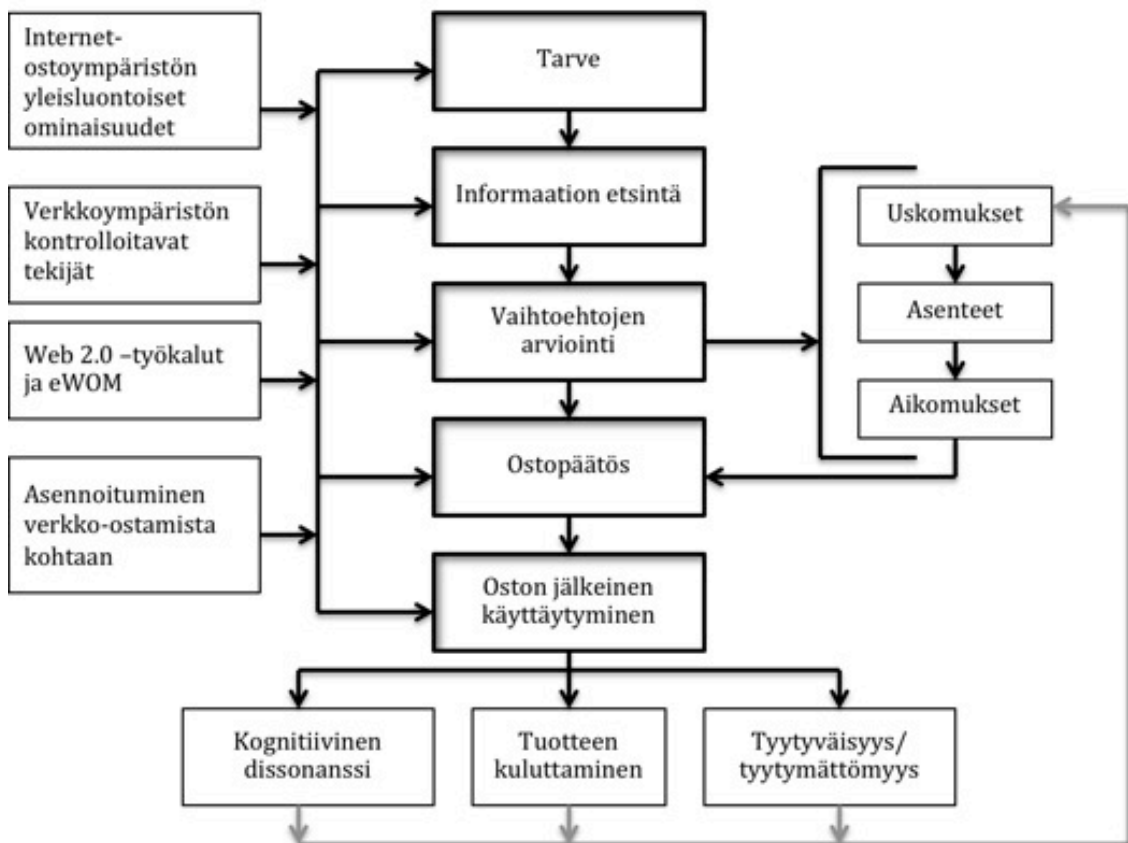 Internet-
ostoympäristön
yleisluontoiset
ominaisuudet
Verkkoympäristön
kontrolloitavat
tekijät
Web 2.0 –työkalut
ja eWOM
Asennoituminen
verkko-ostamista
kohtaan
Tarve
Informaation etsintä
Vaihtoehtojen
arviointi
Ostopäätös
Oston jälkeinen
käyttäytyminen
Uskomukset
Asenteet
Aikomukset
Kognitiivinen
dissonanssi
Tuotteen
kuluttaminen
Tyytyväisyys/
tyytymättömyys